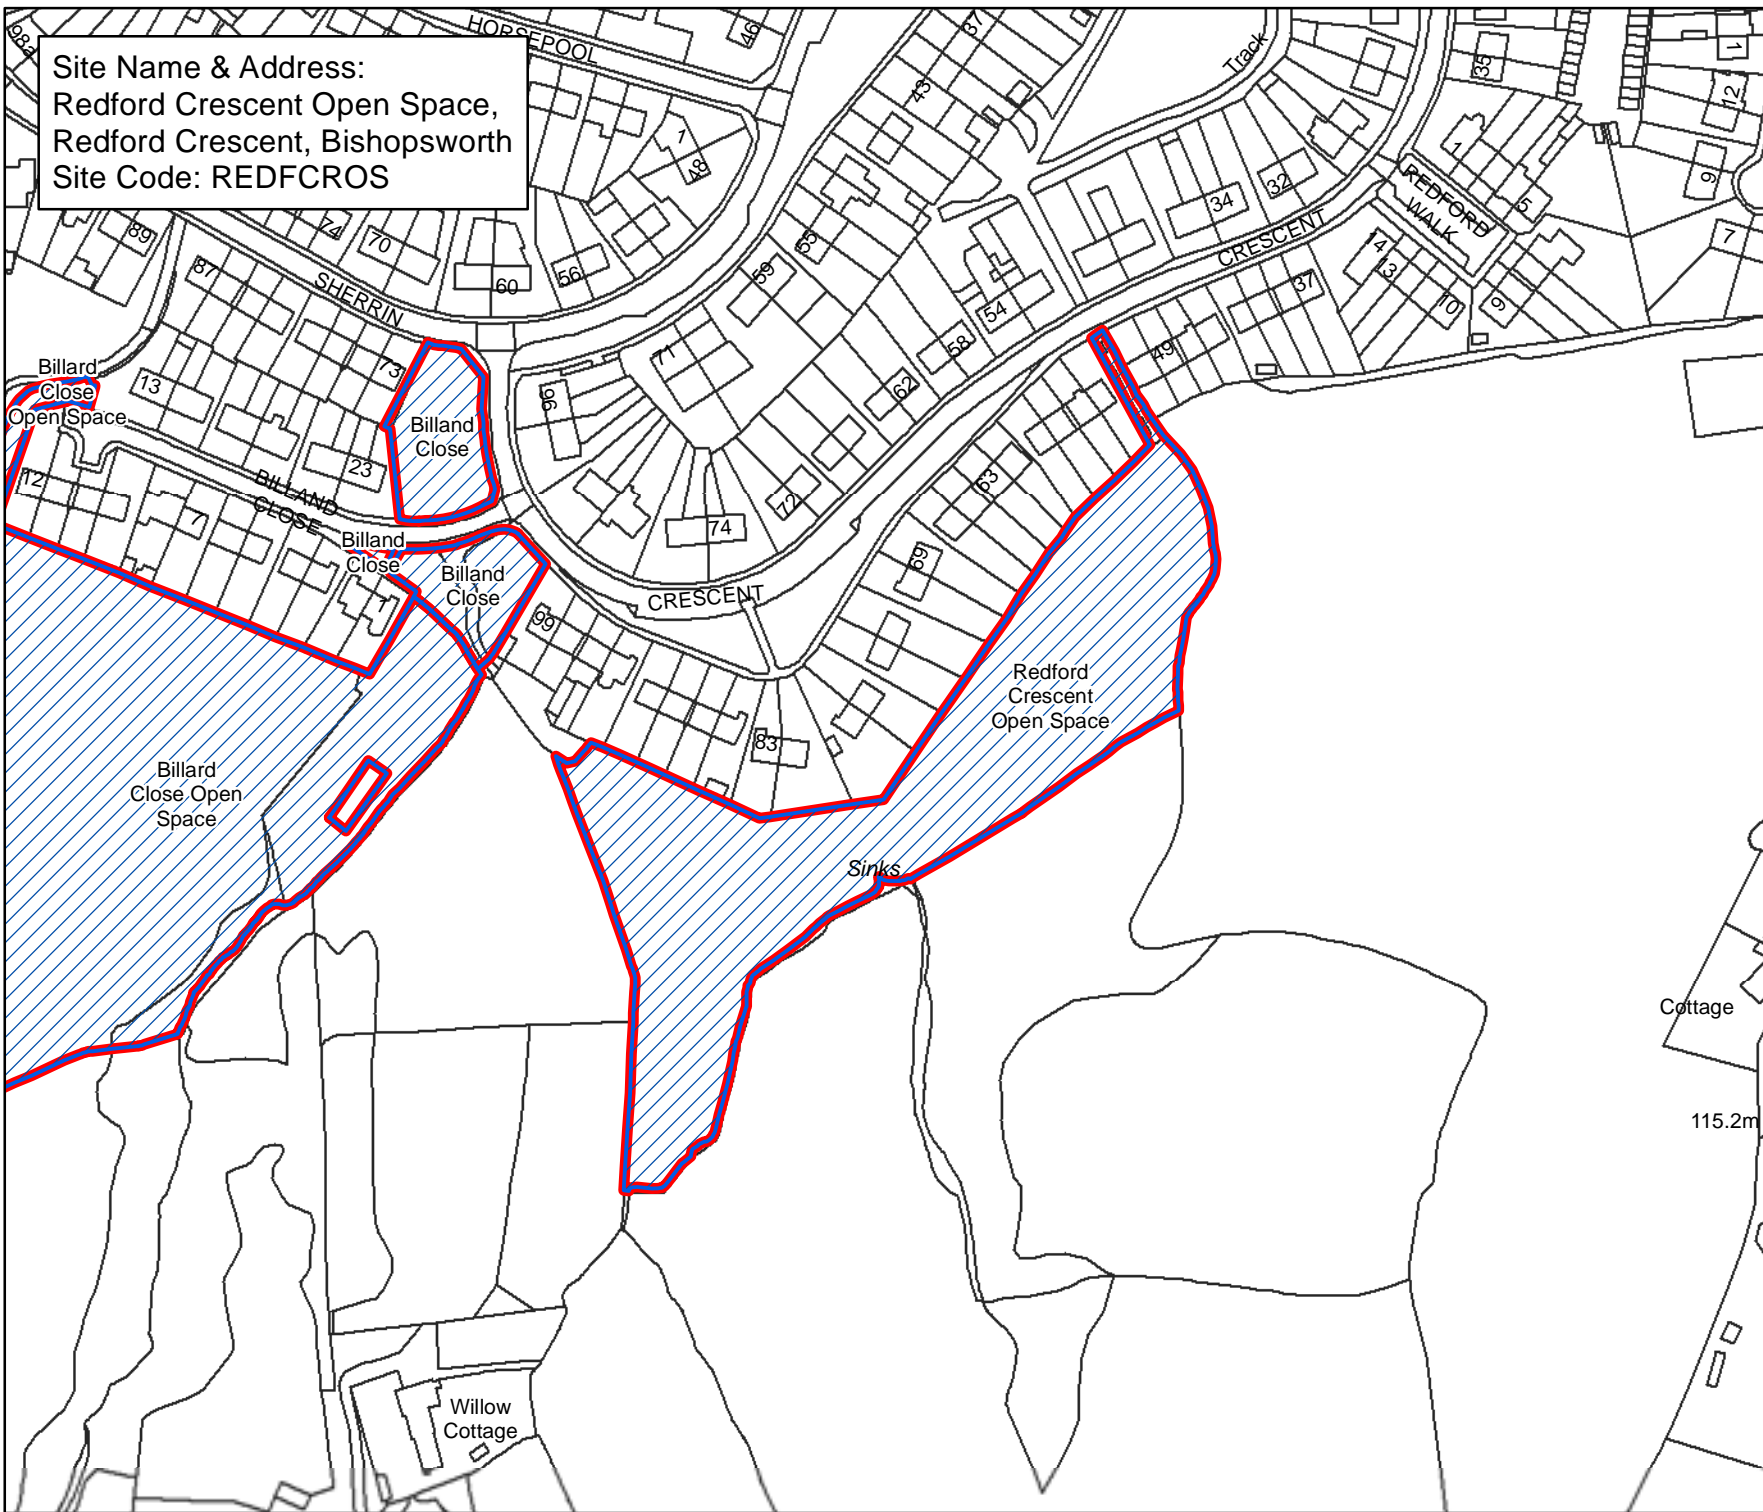 Site Name & Address:
Redford Crescent Open Space,
Redford Crescent, Bishopsworth
Site Code: REDFCROS
98a
HORSEPOOL
46
37
43
Track
35
1
12
9
7
1
48
1
5
REDFORD
WALK
89
74
70
56
60
53
59
34
32
CRESCENT
14
13
10
9
87
SHERRIN
71
54
58
37
49
73
Billard
Close
Open Space
13
96
62
Billand
Close
23
12
BILLAND
CLOSE
7
63
72
74
Billand
Close
Billand
Close
69
1
CRESCENT
99
Redford
Crescent
Open Space
83
Billard
Close Open
Space
Sinks
Cottage
115.2m
Willow
Cottage